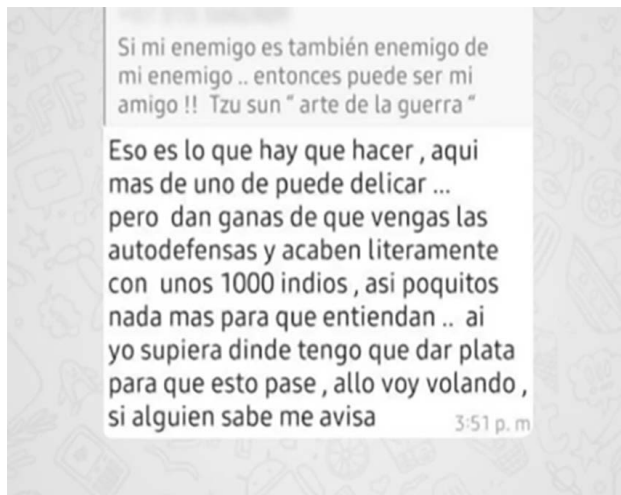 Si mi enemigo es también enemigo de
mi enemigo .. entonces puede ser mi
amigo !! Tzu sun “ arte de la guerra “
Eso es lo que hay que hacer , aqui
mas de uno de puede delicar ...
pero dan ganas de que vengas las
autodefensas y acaben literamente
con unos 1000 indios , asi poquitos
nada mas para que entiendan .. ai
yo supiera dinde tengo que dar plata
para que esto pase , allo voy volando ,
si alguien sabe me avisa
3:51 p. m